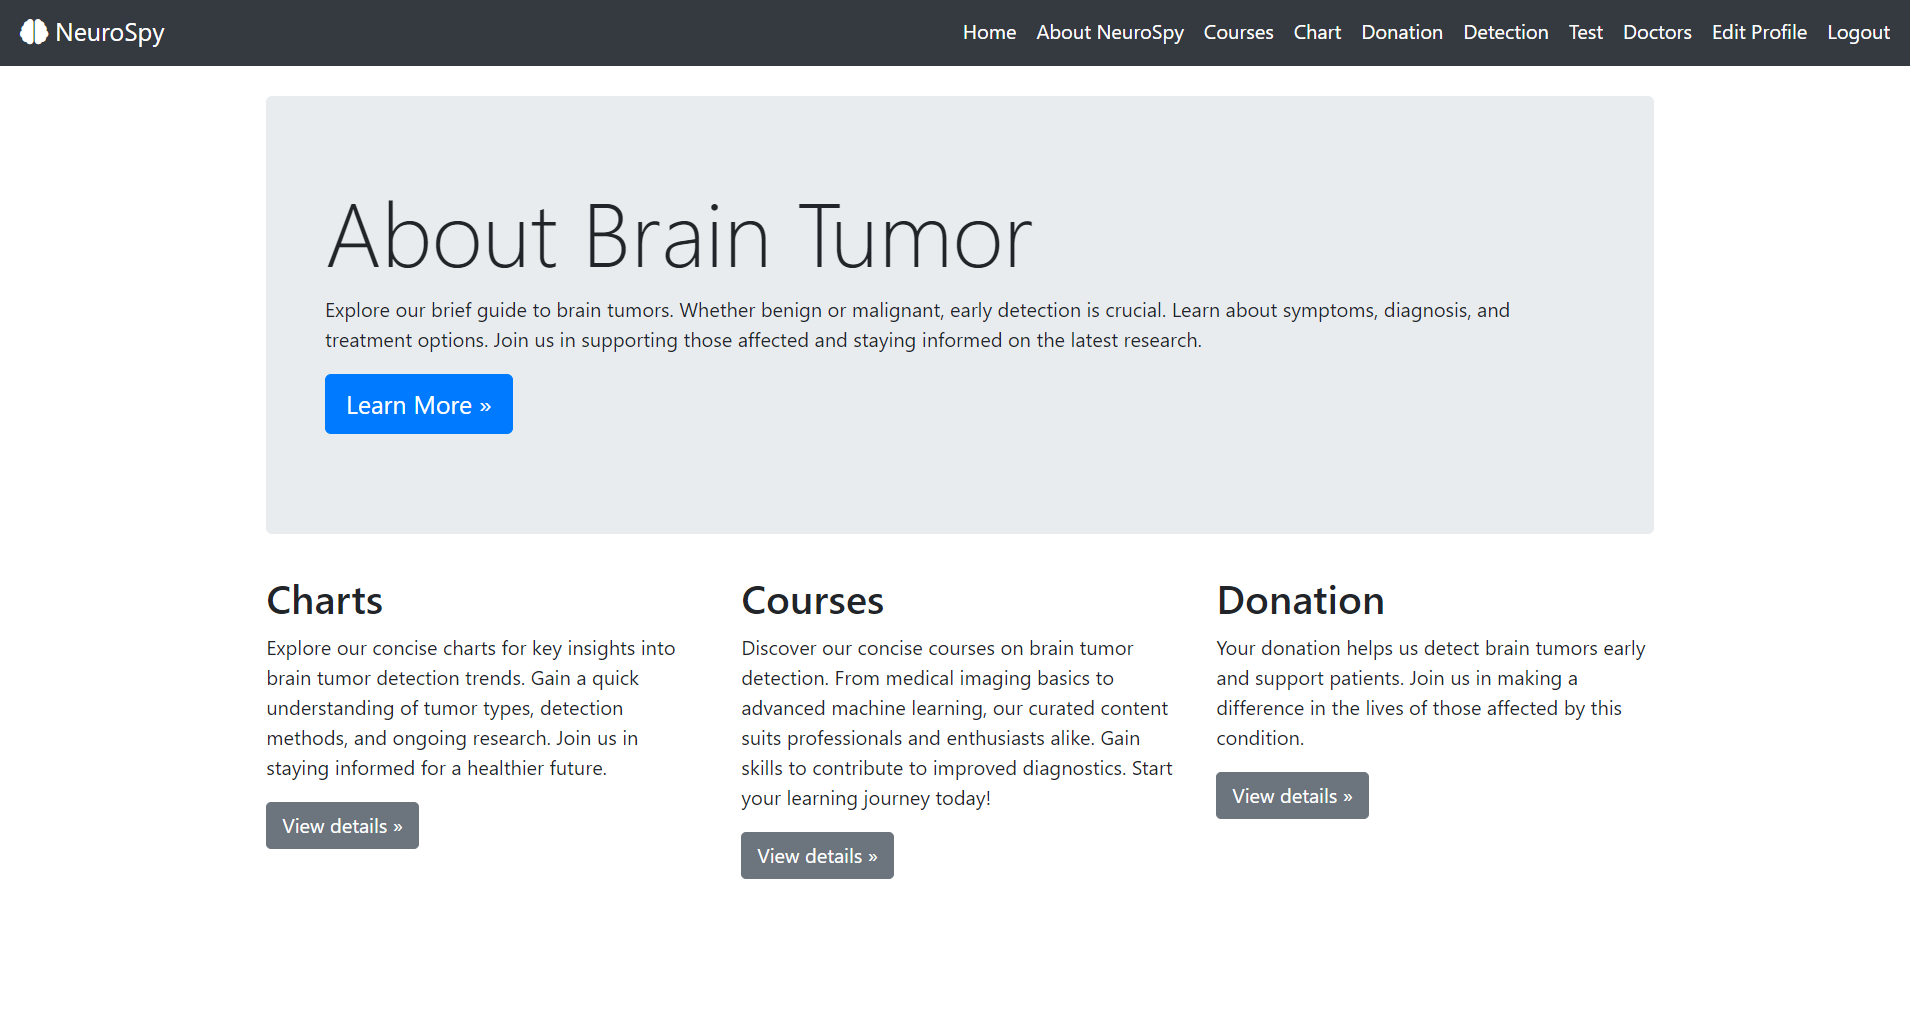 NeuroSpy
Home About NeuroSpy Courses Chart Donation Detection Test Doctors Edit Profile Logout
About Brain Tumor
Explore our brief guide to brain tumors. Whether benign or malignant, early detection is crucial. Learn about symptoms, diagnosis, and
treatment options. Join us in supporting those affected and staying informed on the latest research.
Learn More »
Charts
Explore our concise charts for key insights into
brain tumor detection trends. Gain a quick
understanding of tumor types, detection
methods, and ongoing research. Join us in
staying informed for a healthier future.
View details »
Courses
Discover our concise courses on brain tumor
detection. From medical imaging basics to
advanced machine learning, our curated content
suits professionals and enthusiasts alike. Gain
skills to contribute to improved diagnostics. Start
your learning journey today!
View details »
Donation
Your donation helps us detect brain tumors early
and support patients. Join us in making a
difference in the lives of those affected by this
condition.
View details »